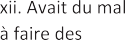 xii. Avait du mal
à faire des